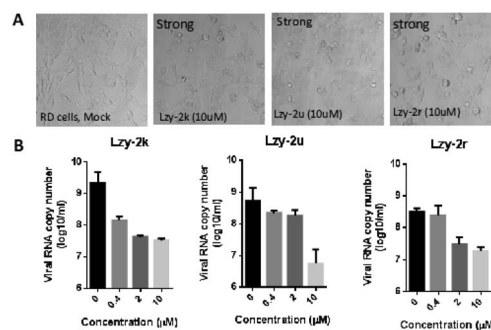 A
RD cells, Mock
Strong
Lzy-2k (10uM)
Strong
Lzy-2u (10uM)
strong
Lzy-2r (10uM)
B
Lzy-2k
Viral RNA copy number
(log10/ml)
10
9
8
7
6
0
0.4
2
10
Concentration (μM)
Lzy-2u
Viral RNA copy number
(log10/ml)
10
9
8
7
6
0
0.4
2
10
Concentration (μM)
Lzy-2r
Viral RNA copy number
(log10/ml)
10
9
8
7
6
0
0.4
2
10
Concentration (μM)